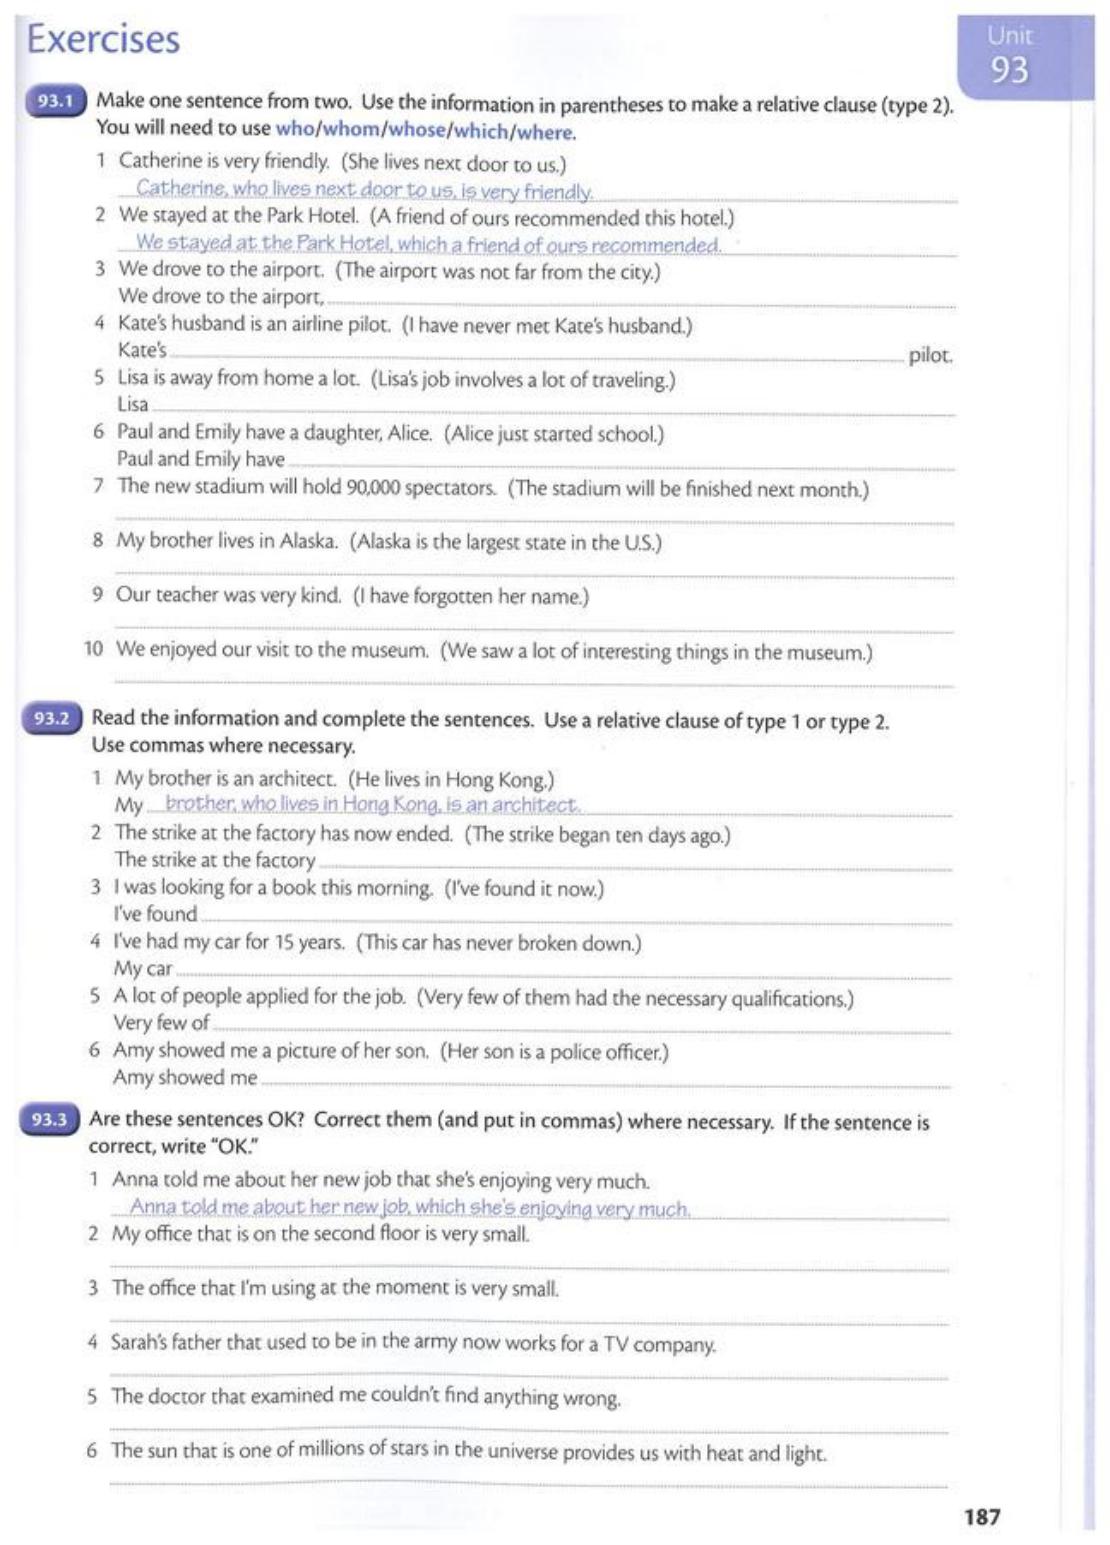 Exercises
Unit
93
93.1 Make one sentence from two. Use the information in parentheses to make a relative clause (type 2).
You will need to use who/whom/whose/which/where.
1 Catherine is very friendly. (She lives next door to us.)
Catherine, who lives next door to us, is very friendly.
2 We stayed at the Park Hotel. (A friend of ours recommended this hotel.)
We stayed at the Park Hotel, which a friend of ours recommended.
3 We drove to the airport. (The airport was not far from the city.)
We drove to the airport,
4 Kate's husband is an airline pilot. (I have never met Kate's husband.)
Kate's pilot.
5 Lisa is away from home a lot. (Lisa's job involves a lot of traveling.)
Lisa
6 Paul and Emily have a daughter, Alice. (Alice just started school.)
Paul and Emily have
7 The new stadium will hold 90,000 spectators. (The stadium will be finished next month.)
8 My brother lives in Alaska. (Alaska is the largest state in the U.S.)
9 Our teacher was very kind. (I have forgotten her name.)
10 We enjoyed our visit to the museum. (We saw a lot of interesting things in the museum.)
93.2 Read the information and complete the sentences. Use a relative clause of type 1 or type 2.
Use commas where necessary.
1 My brother is an architect. (He lives in Hong Kong.)
My brother, who lives in Hong Kong, is an architect.
2 The strike at the factory has now ended. (The strike began ten days ago.)
The strike at the factory
3 I was looking for a book this morning. (I've found it now.)
I've found
4 I've had my car for 15 years. (This car has never broken down.)
My car
5 A lot of people applied for the job. (Very few of them had the necessary qualifications.)
Very few of
6 Amy showed me a picture of her son. (Her son is a police officer.)
Amy showed me
93.3 Are these sentences OK? Correct them (and put in commas) where necessary. If the sentence is
correct, write "OK."
1 Anna told me about her new job that she's enjoying very much.
Anna told me about her new job, which she's enjoying very much.
2 My office that is on the second floor is very small.
3 The office that I'm using at the moment is very small.
4 Sarah's father that used to be in the army now works for a TV company.
5 The doctor that examined me couldn't find anything wrong.
6 The sun that is one of millions of stars in the universe provides us with heat and light.
187